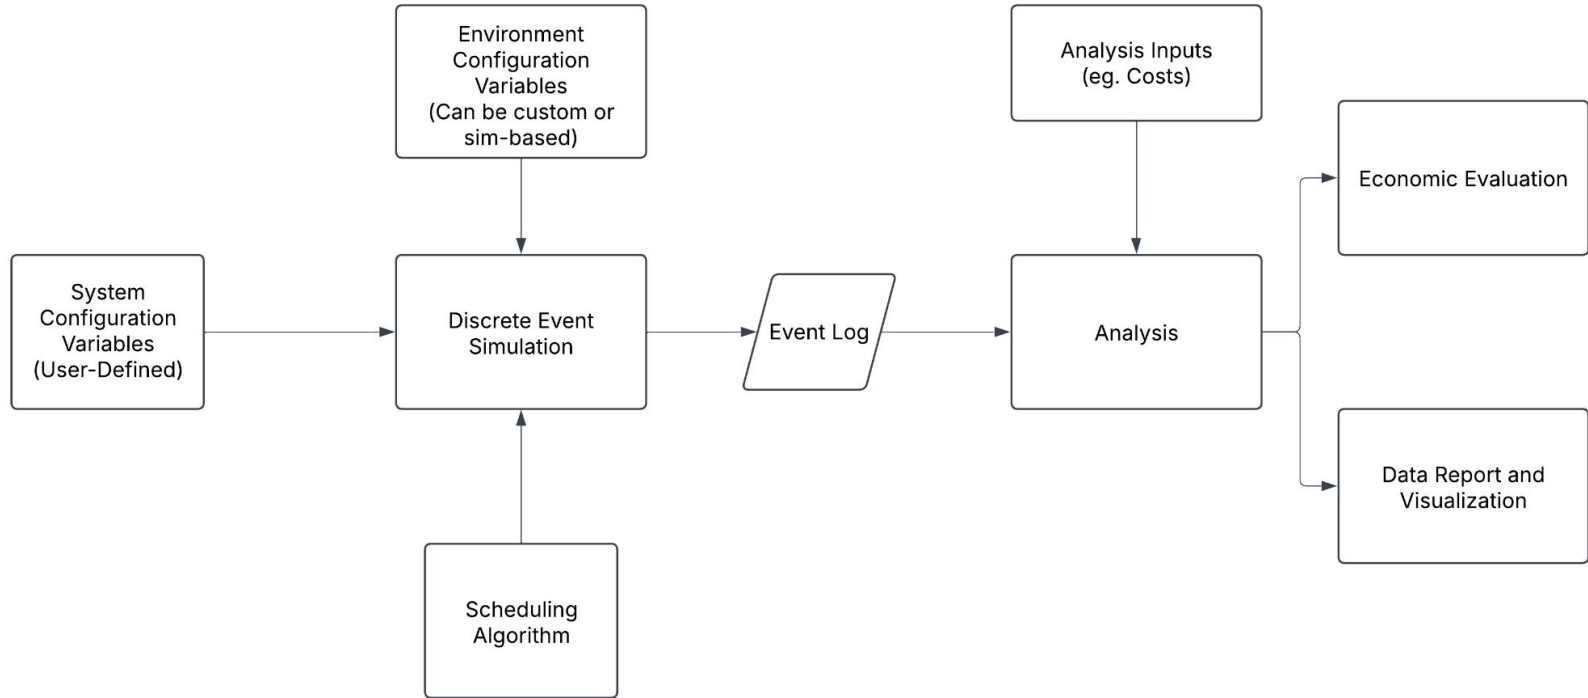 Environment
Configuration
Variables
(Can be custom or
sim-based)
Analysis Inputs
(eg. Costs)
Economic Evaluation
System
Configuration
Variables
(User-Defined)
Discrete Event
Simulation
Event Log
Analysis
Data Report and
Visualization
Scheduling
Algorithm